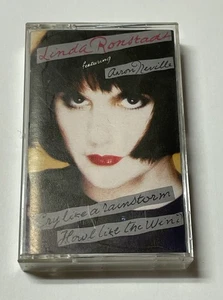 Linda Ronstadt
featuring
Aaron Neville
Cry like a rainstorm
Howl like the Wind